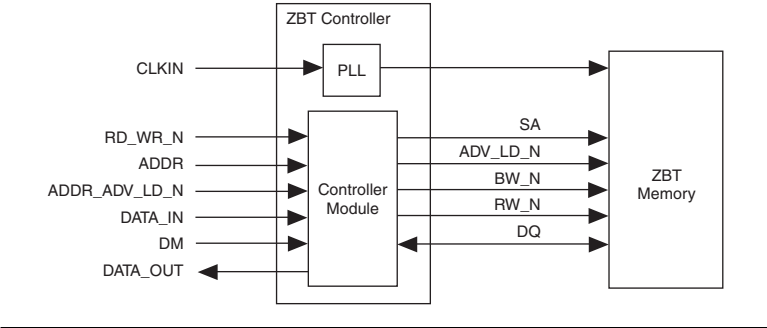 ZBT Controller
CLKIN
PLL
RD_WR_N
ADDR
ADDR_ADV_LD_N
DATA_IN
DM
DATA_OUT
Controller
Module
SA
ADV_LD_N
BW_N
RW_N
DQ
ZBT
Memory